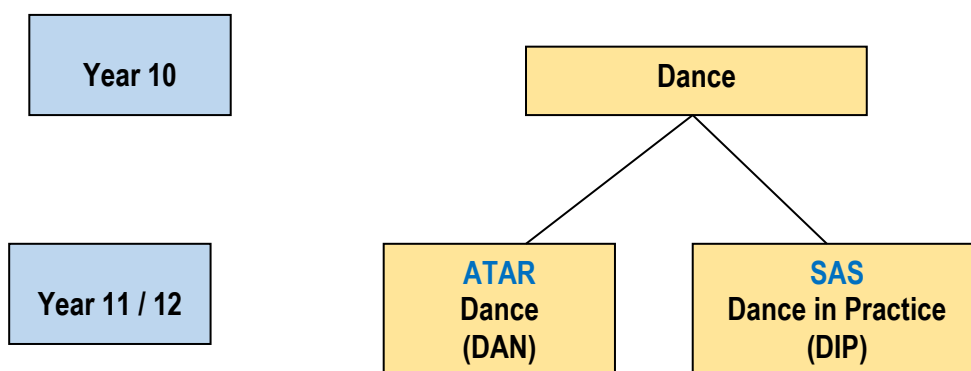 Year 10
Dance
Year 11 / 12
ATAR
Dance
(DAN)
SAS
Dance in Practice
(DIP)